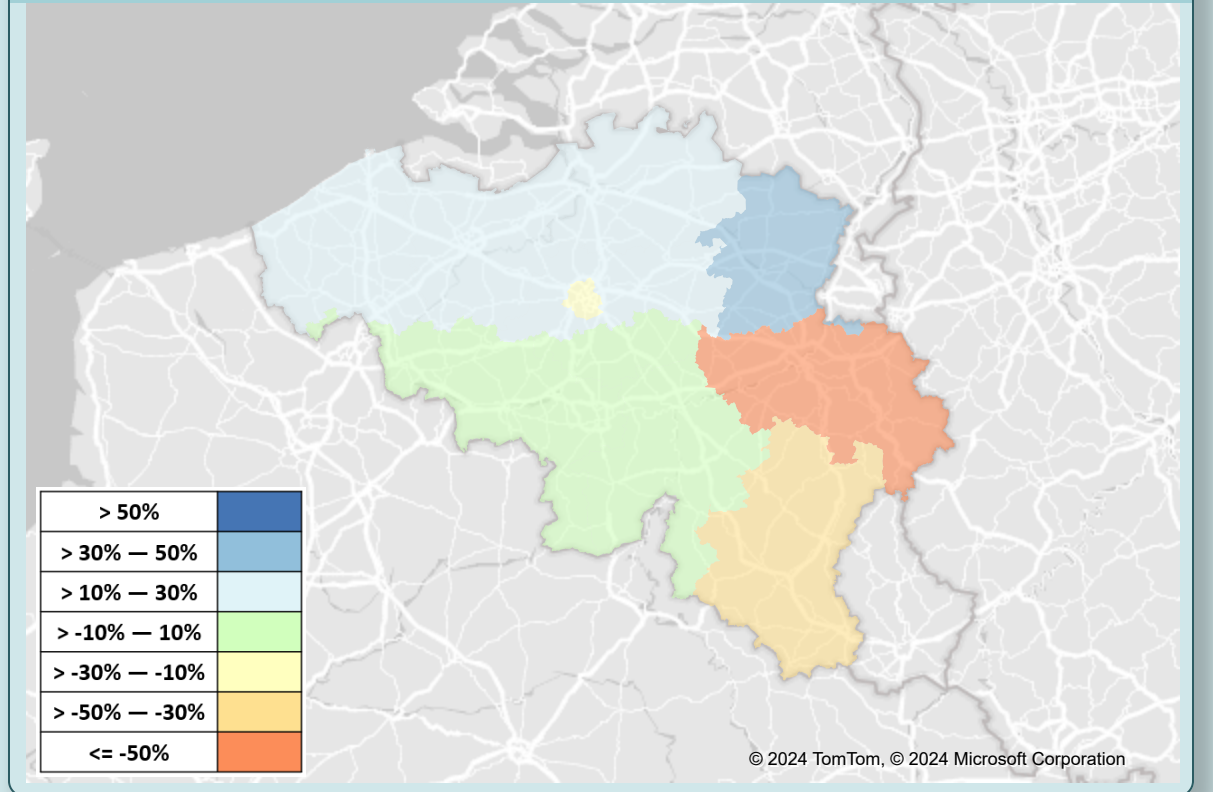 > 50%
> 30% — 50%
> 10% — 30%
> -10% — 10%
> -30% — -10%
> -50% — -30%
<= -50%
© 2024 TomTom, © 2024 Microsoft Corporation